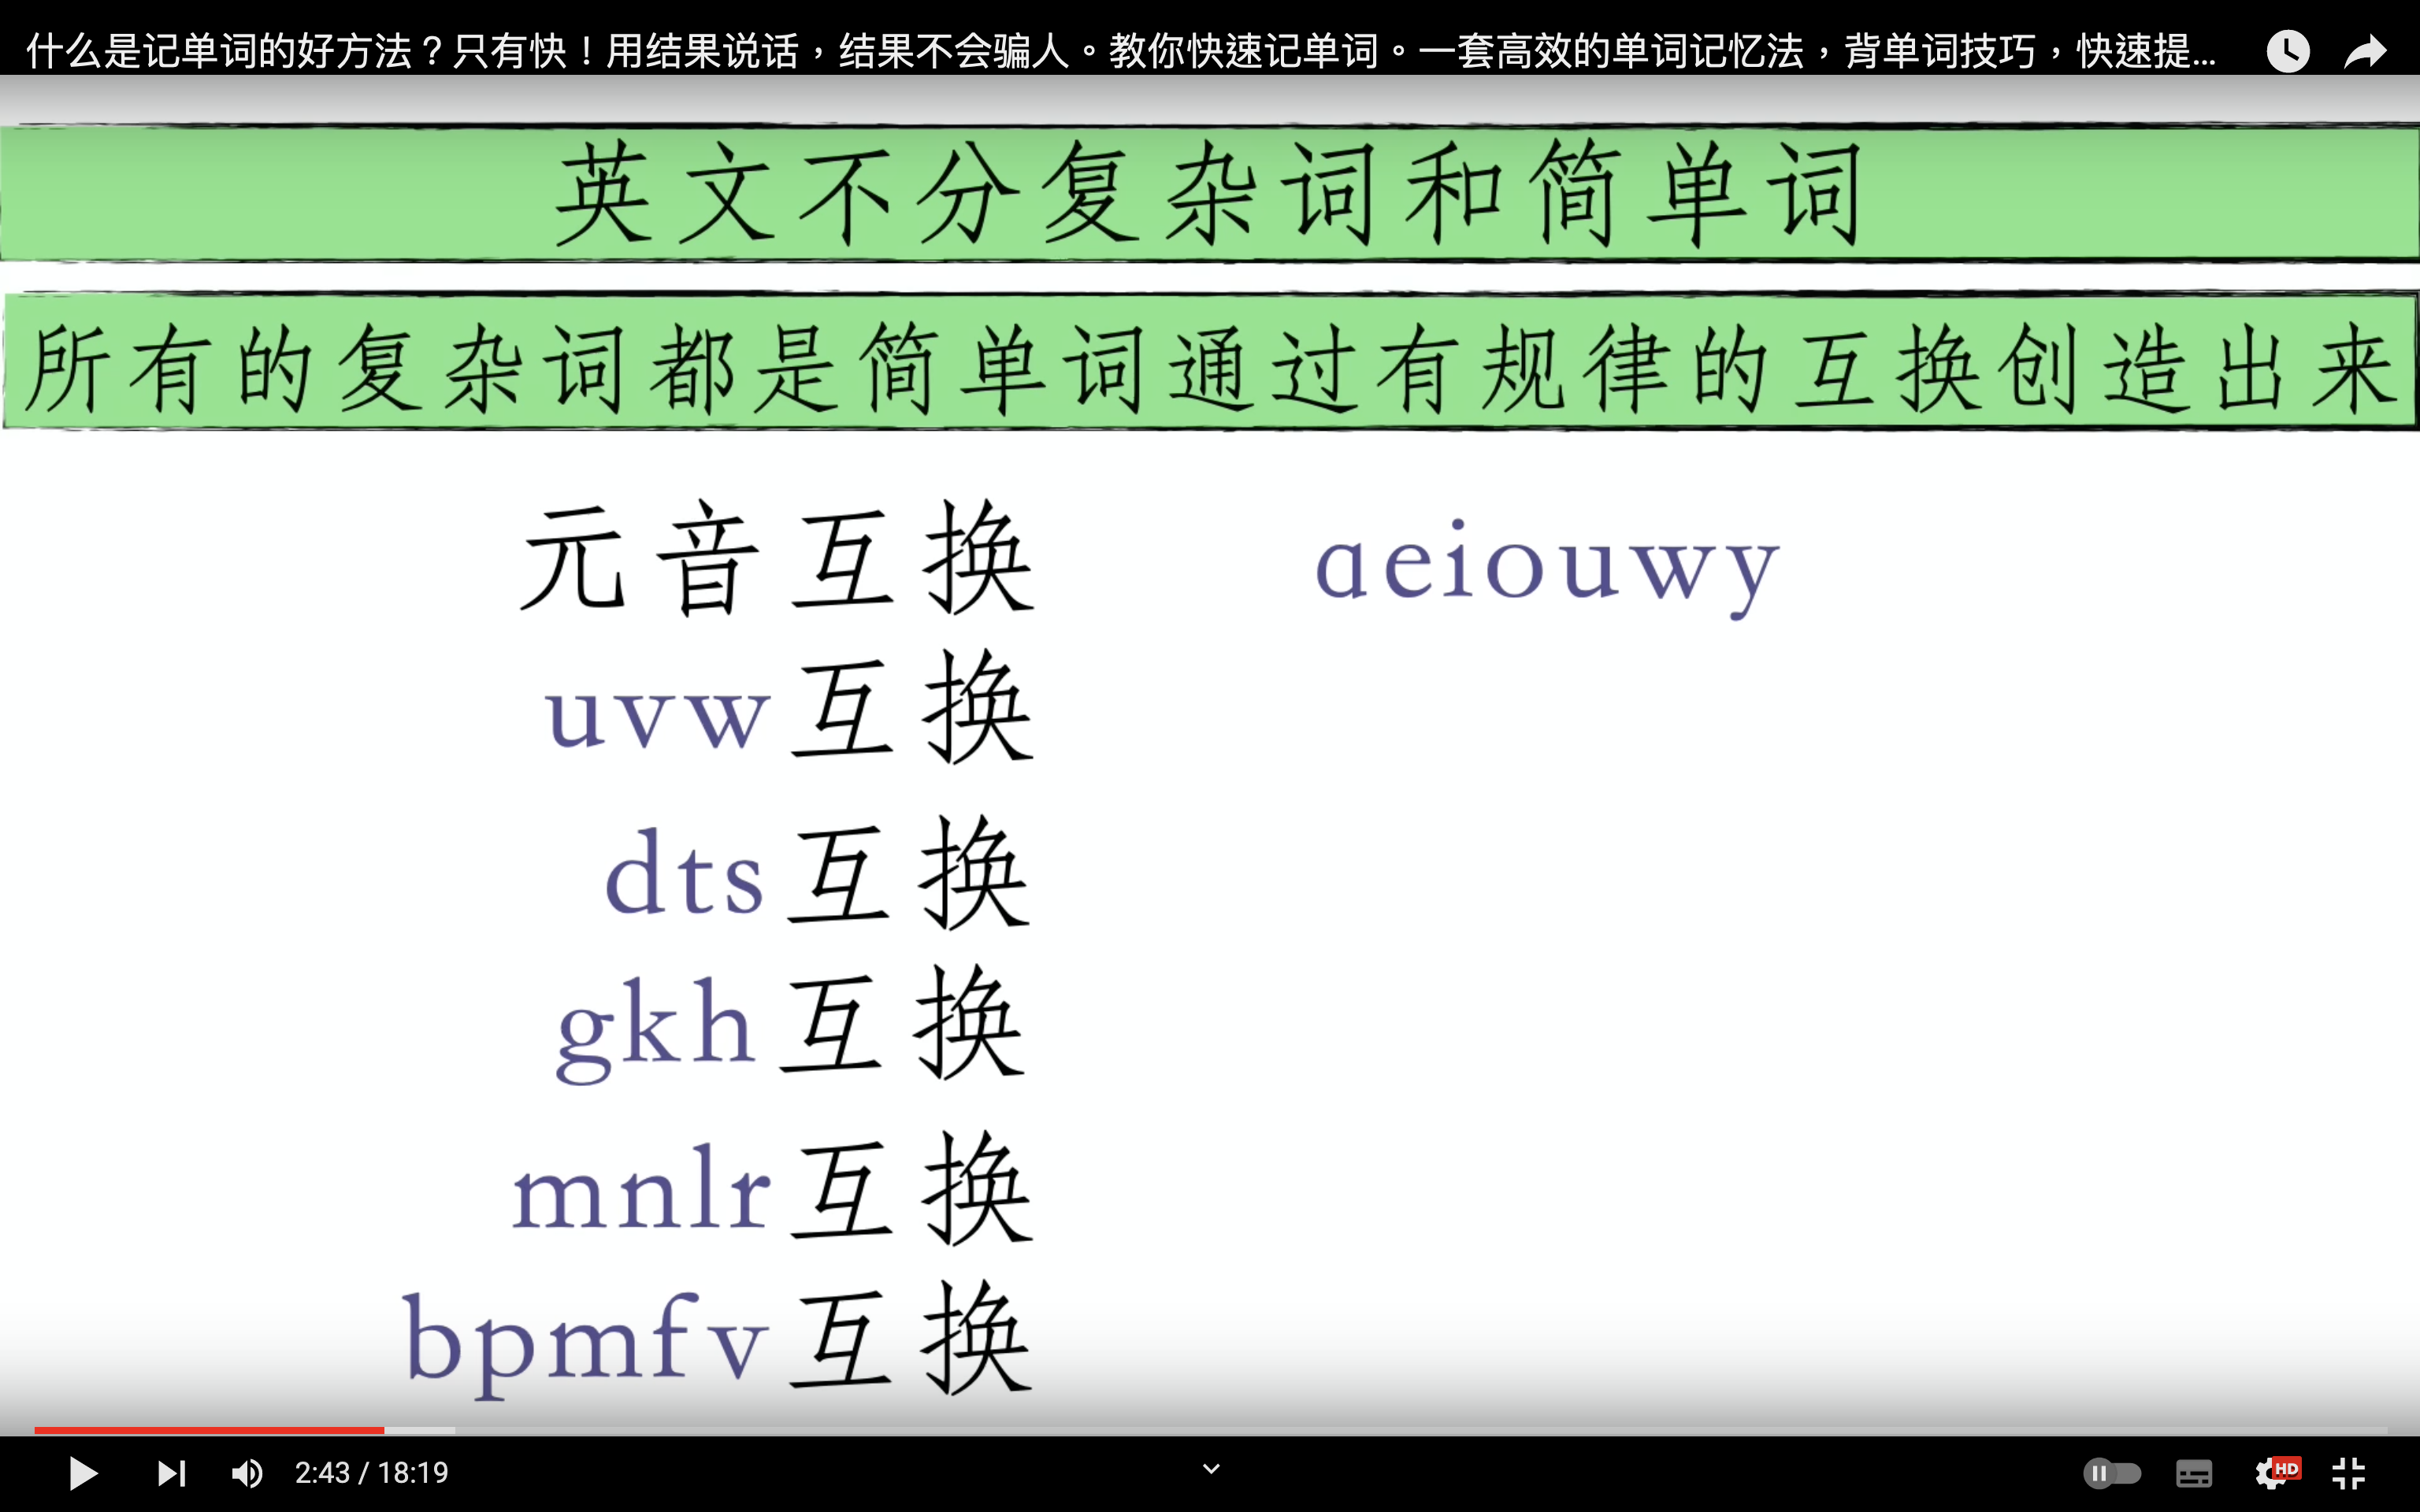 什么是记单词的好方法？只有快！用结果说话，结果不会骗人。教你快速记单词。一套高效的单词记忆法，背单词技巧，快速提...
英文不分复杂词和简单词
所有的复杂词都是简单词通过有规律的互换创造出来
元音互换 aeiouwy
uvw互换
dts互换
gkh互换
mnlr互换
bpmfv互换
2:43 / 18:19
HD